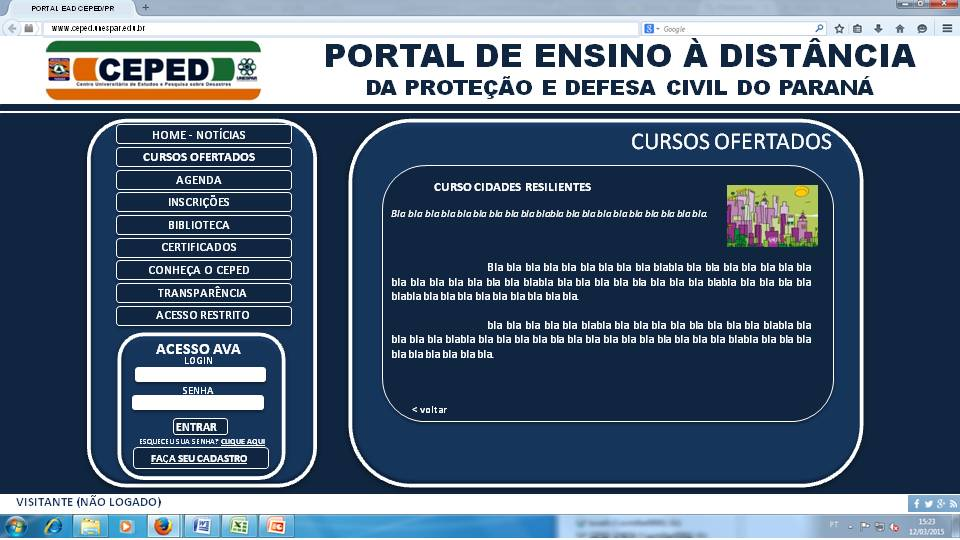 PORTAL EAD CEPED/PR
www.ceped.unespar.edu.br
Google
CEPED
Centro Universitário de Estudos e Pesquisa sobre Desastres
UNESPAR
PORTAL DE ENSINO À DISTÂNCIA
DA PROTEÇÃO E DEFESA CIVIL DO PARANÁ
HOME - NOTÍCIAS
CURSOS OFERTADOS
AGENDA
INSCRIÇÕES
BIBLIOTECA
CERTIFICADOS
CONHEÇA O CEPED
TRANSPARÊNCIA
ACESSO RESTRITO
ACESSO AVA
LOGIN
SENHA
ENTRAR
ESQUECEU SUA SENHA? CLIQUE AQUI
FAÇA SEU CADASTRO
CURSOS OFERTADOS
CURSO CIDADES RESILIENTES
Bla bla bla bla bla bla bla bla bla blabla bla bla bla bla bla bla bla bla bla.
Bla bla bla bla bla bla bla bla bla blabla bla bla bla bla bla bla bla
bla bla bla bla bla bla bla blabla bla bla bla bla bla bla bla bla blabla bla bla bla bla
blabla bla bla bla bla bla bla bla bla bla.
bla bla bla bla bla blabla bla bla bla bla bla bla bla bla bla blabla bla
bla bla bla blabla bla bla bla bla bla bla bla bla bla bla bla bla bla bla blabla bla bla bla
bla bla bla bla bla bla.
< voltar
VISITANTE (NÃO LOGADO)
PT
15:23
12/03/2015